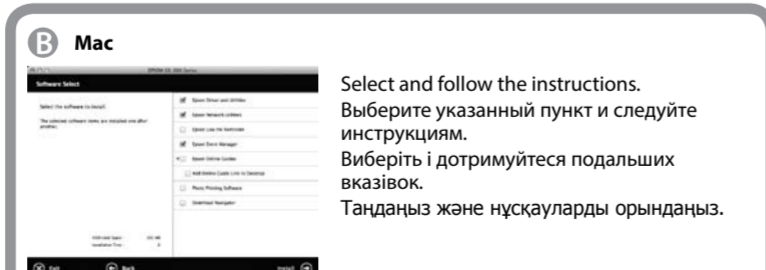 B Mac
Software Select
Select the software to install.
The selected software items are installed one after
another.
Epson Driver and Utilities
Epson Network Utilities
Epson Low Ink Reminder
Epson Event Manager
Epson Online Guides
Add Online Guide Link to Desktop
Photo Printing Software
Download Navigator
Exit
Back
Install
Select and follow the instructions.
Выберите указанный пункт и следуйте
инструкциям.
Виберіть і дотримуйтеся подальших
вказівок.
Таңдаңыз және нұсқауларды орындаңыз.